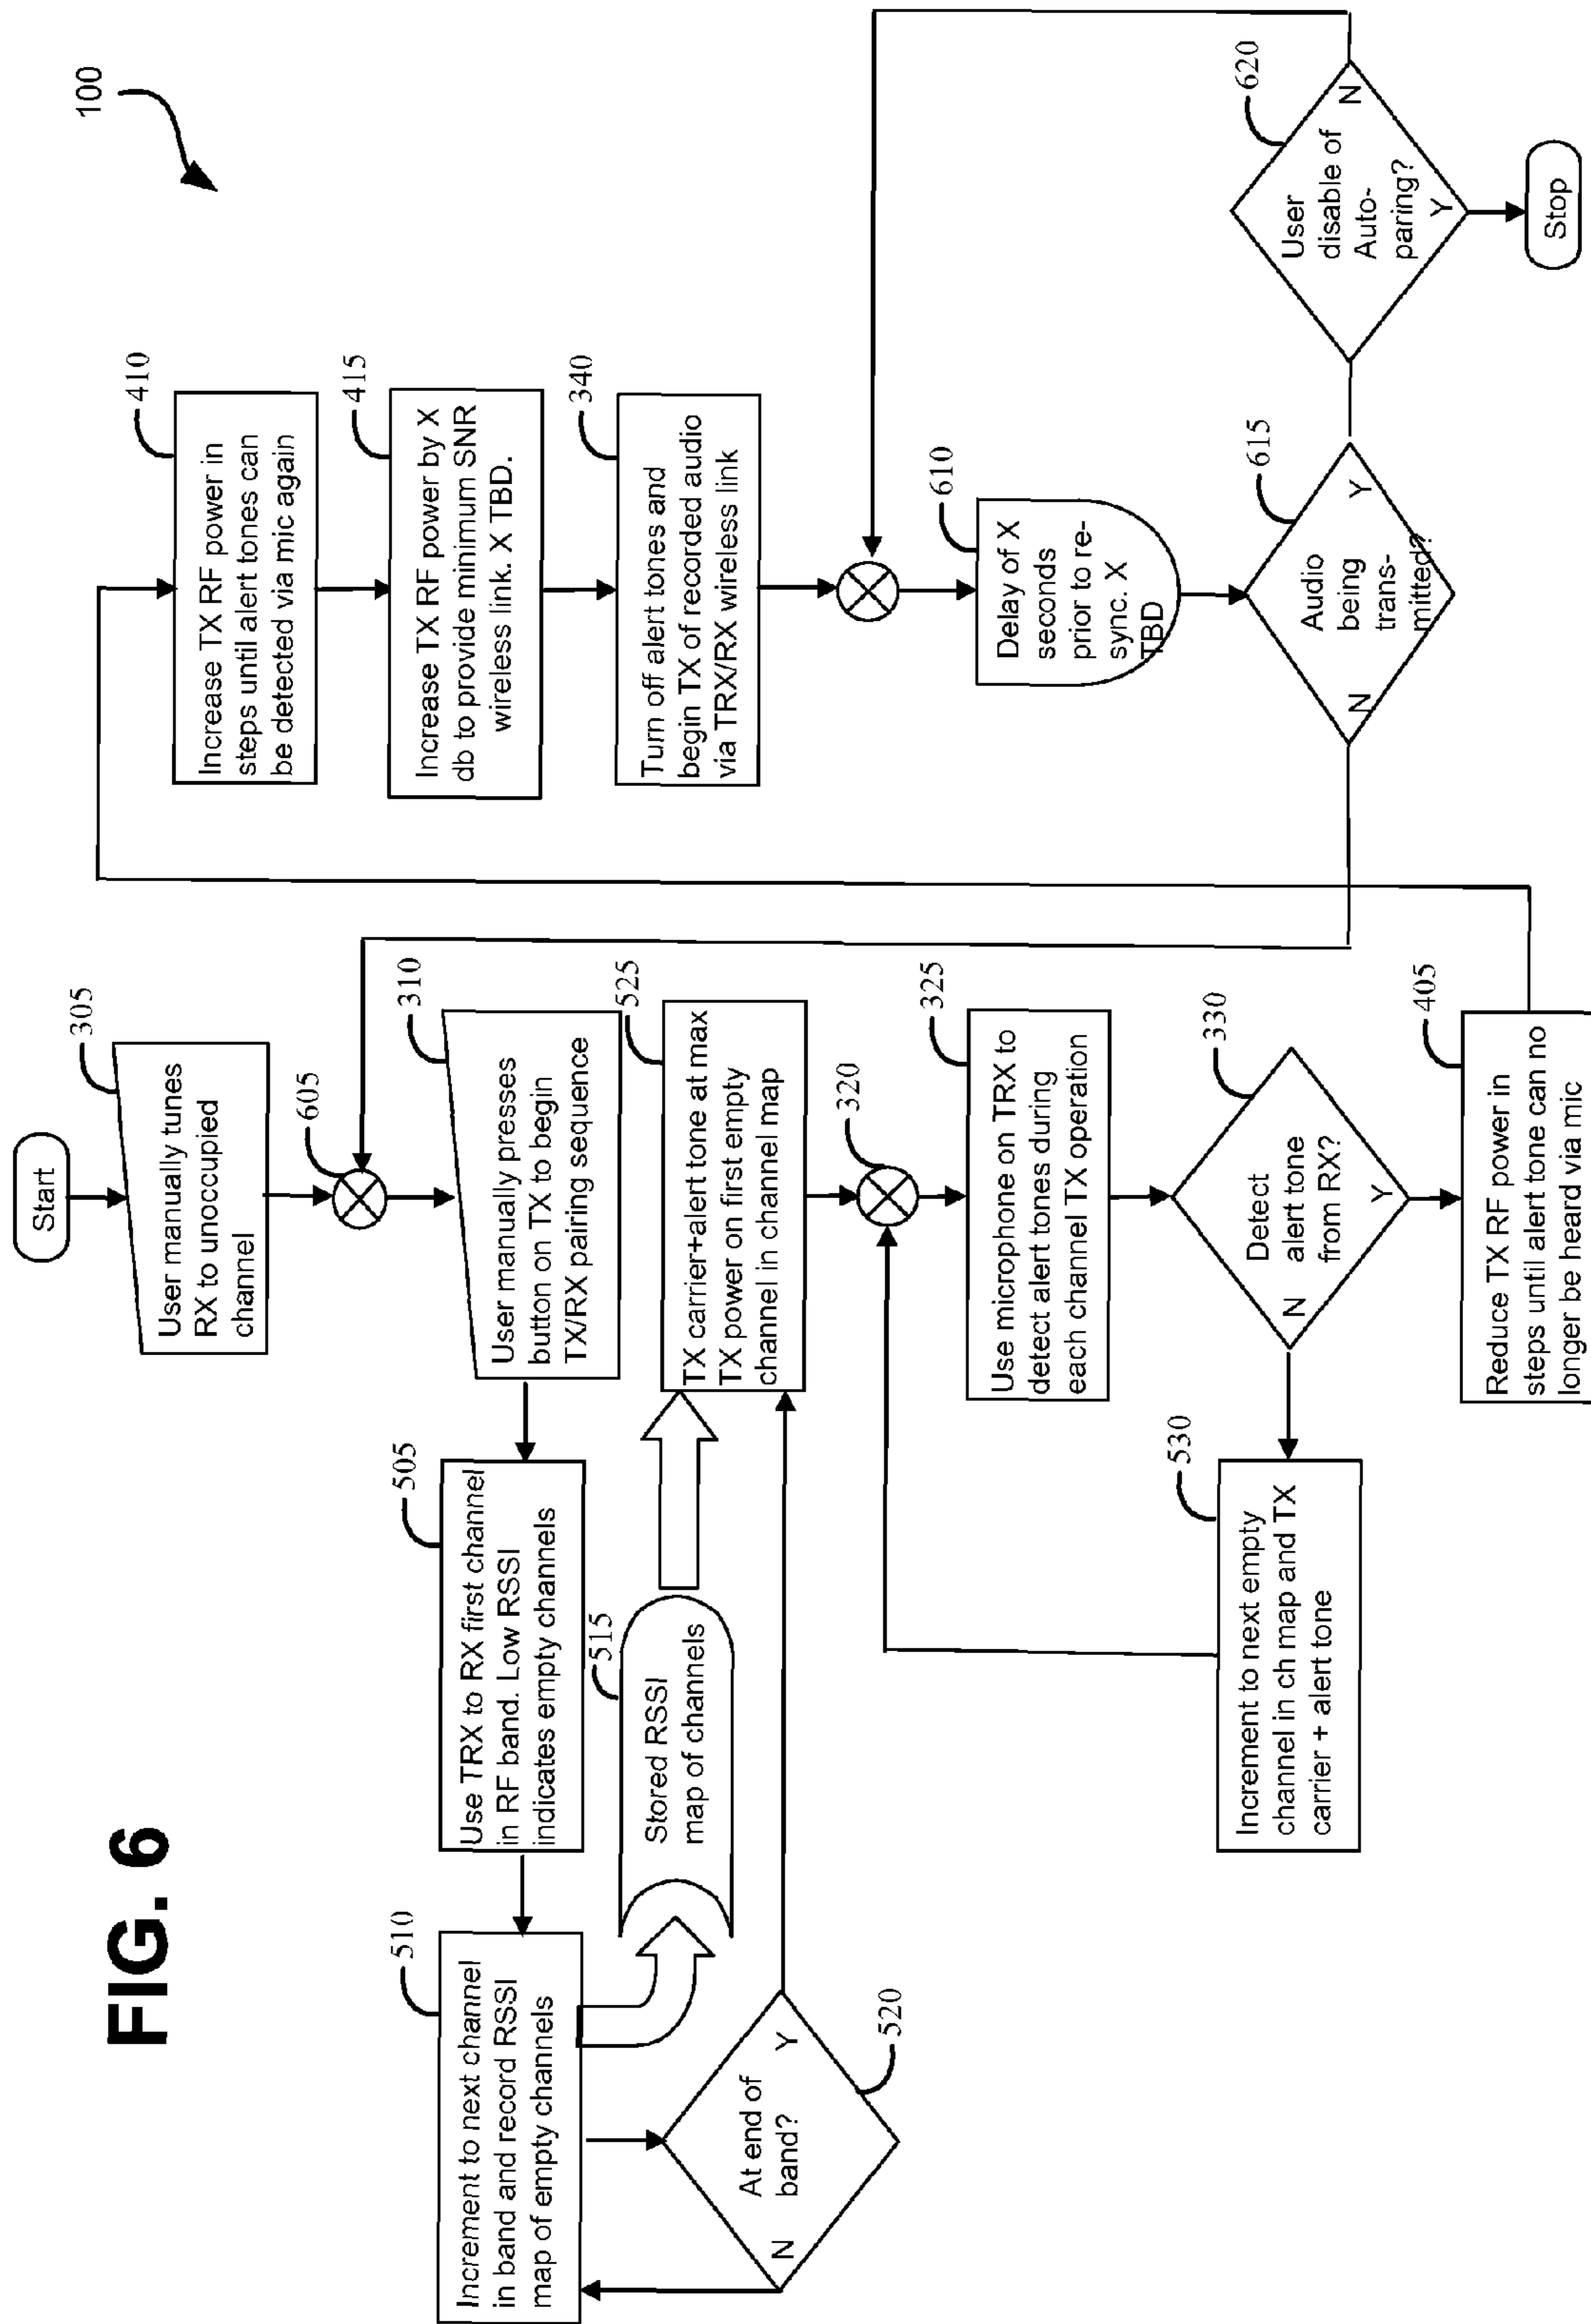 FIG. 6
100
Start
305
User manually tunes
RX to unoccupied
channel
605
310
User manually presses
button on TX to begin
TX/RX pairing sequence
505
Use TRX to RX first channel
in RF band. Low RSSI
indicates empty channels
510
Increment to next channel
in band and record RSSI
map of empty channels
515
Stored RSSI
map of channels
520
At end of
band?
N
Y
525
TX carrier+alert tone at max
TX power on first empty
channel in channel map
320
325
Use microphone on TRX to
detect alert tones during
each channel TX operation
330
Detect
alert tone
from RX?
N
Y
530
Increment to next empty
channel in ch map and TX
carrier + alert tone
405
Reduce TX RF power in
steps until alert tone can no
longer be heard via mic
410
Increase TX RF power in
steps until alert tones can
be detected via mic again
415
Increase TX RF power by X
db to provide minimum SNR
wireless link. X TBD.
340
Turn off alert tones and
begin TX of recorded audio
via TRX/RX wireless link
610
Delay of X
seconds
prior to re-
sync. X
TBD
615
Audio
being
trans-
mitted?
N
Y
620
User
disable of
Auto-
paring?
N
Y
Stop